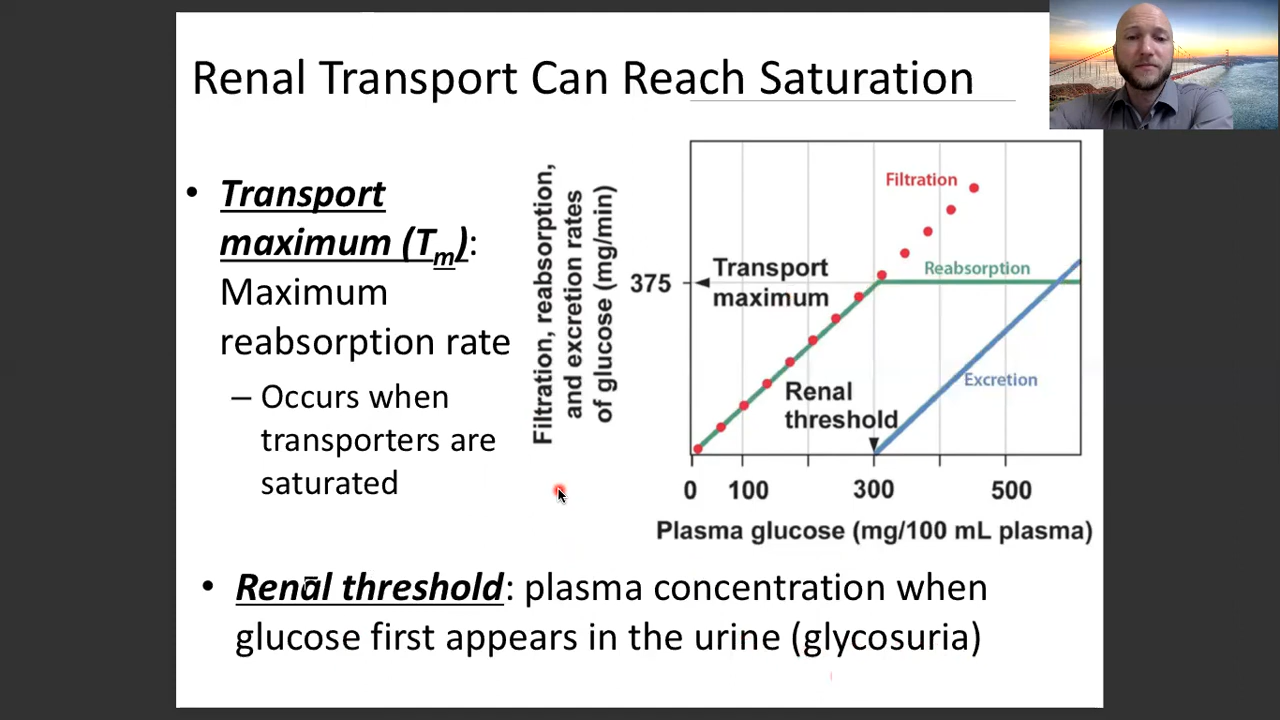 Renal Transport Can Reach Saturation
• Transport
maximum (Tm):
Maximum
reabsorption rate
– Occurs when
transporters are
saturated
Filtration, reabsorption,
and excretion rates
of glucose (mg/min)
375
Transport
maximum
Filtration
Reabsorption
Renal
threshold
Excretion
0 100 300 500
Plasma glucose (mg/100 mL plasma)
• Renal threshold: plasma concentration when
glucose first appears in the urine (glycosuria)